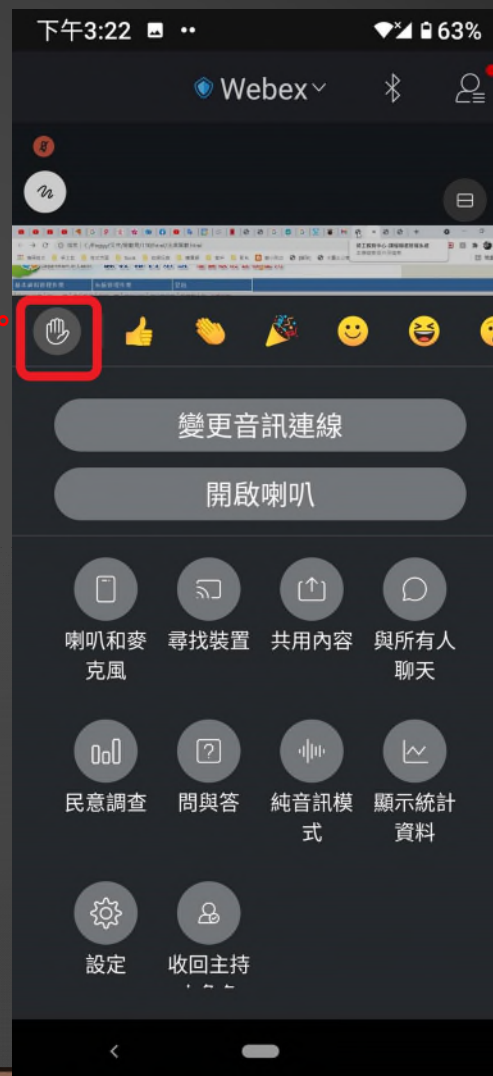 下午3:22 63%
Webex
變更音訊連線
開啟喇叭
喇叭和麥
克風
尋找裝置
共用內容
與所有人
聊天
民意調查
問與答
純音訊模
式
顯示統計
資料
設定
收回主持